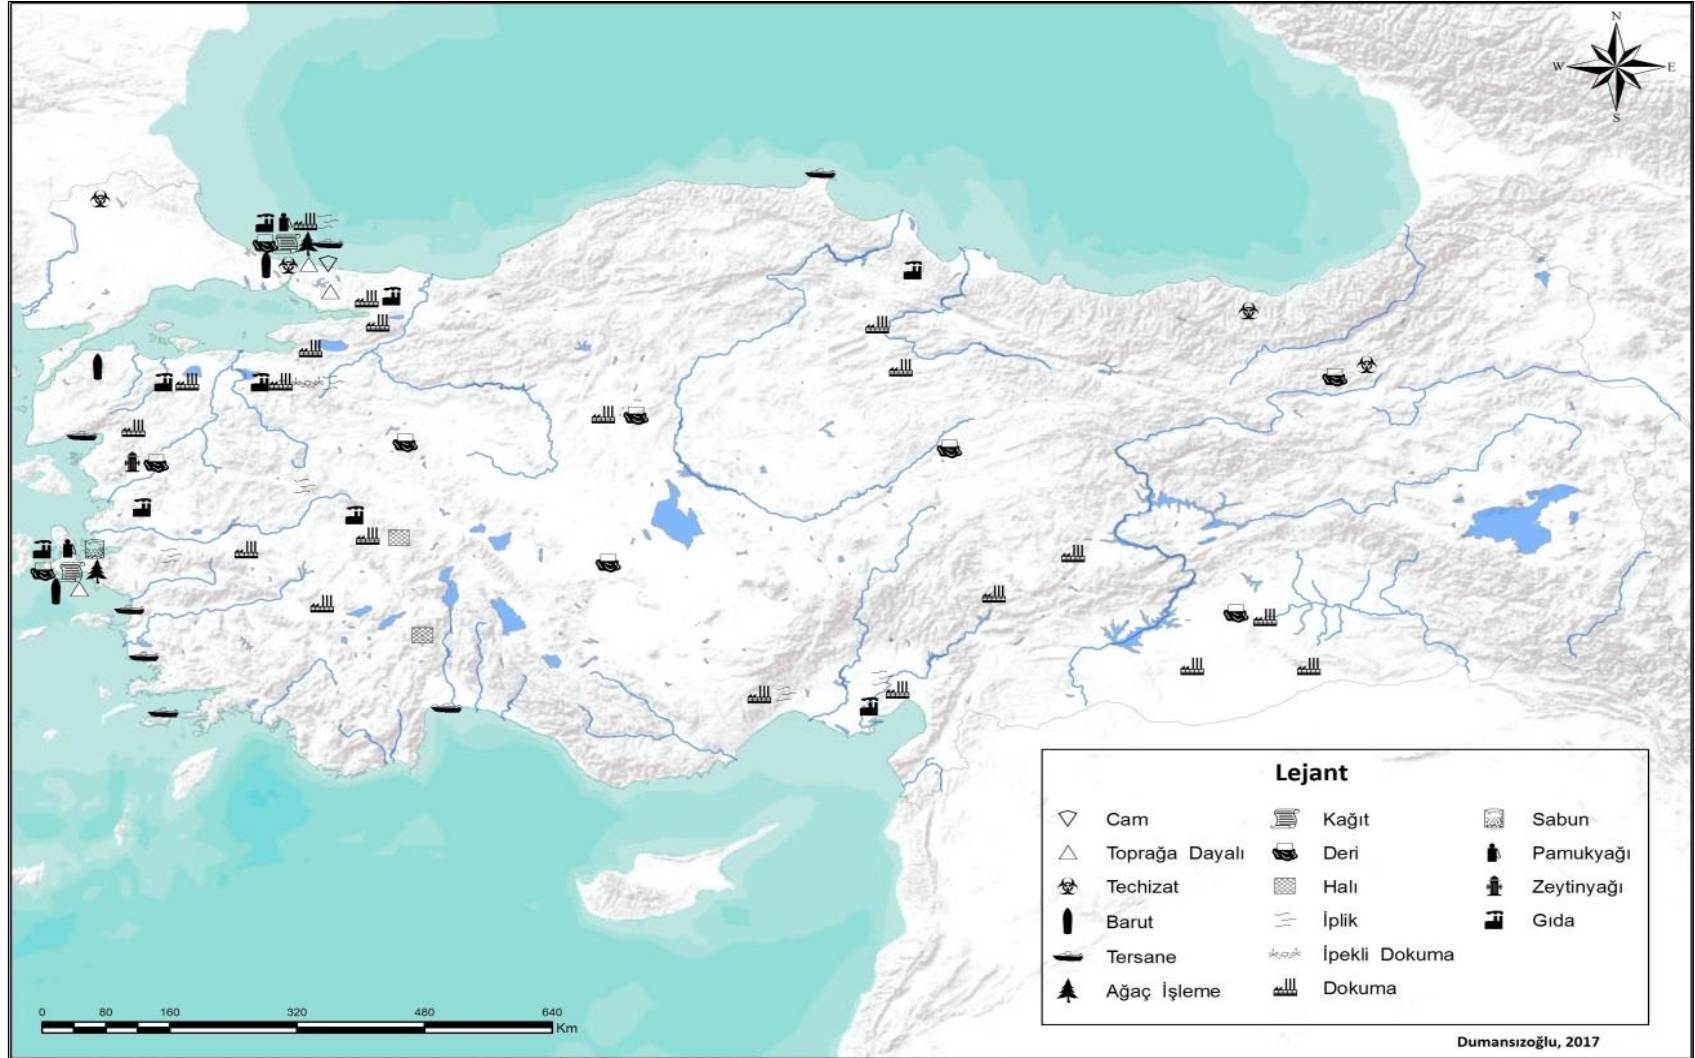 N
W E
S
Lejant
Cam Kağıt Sabun
Toprağa Dayalı Deri Pamukyağı
Techizat Halı Zeytinyağı
Barut İplik Gıda
Tersane İpekli Dokuma
Ağaç İşleme Dokuma
0 80 160 320 480 640
Km
Dumansızoğlu, 2017